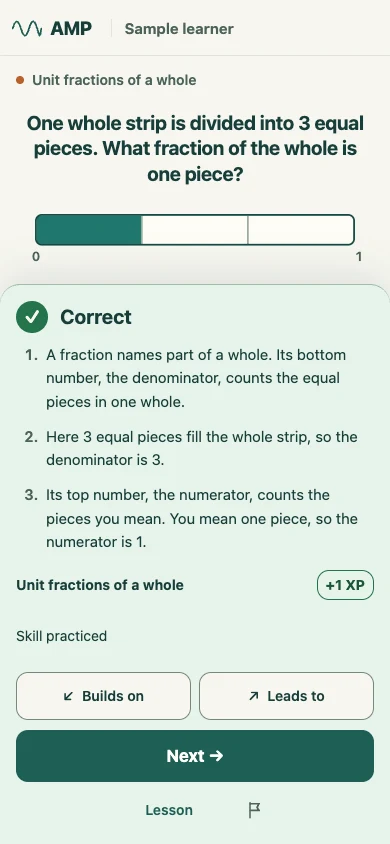 AMP
Sample learner
Unit fractions of a whole
One whole strip is divided into 3 equal
pieces. What fraction of the whole is
one piece?
0
1
Correct
1. A fraction names part of a whole. Its bottom
number, the denominator, counts the equal
pieces in one whole.
2. Here 3 equal pieces fill the whole strip, so the
denominator is 3.
3. Its top number, the numerator, counts the
pieces you mean. You mean one piece, so the
numerator is 1.
Unit fractions of a whole
+1 XP
Skill practiced
↙ Builds on
↗ Leads to
Next →
Lesson